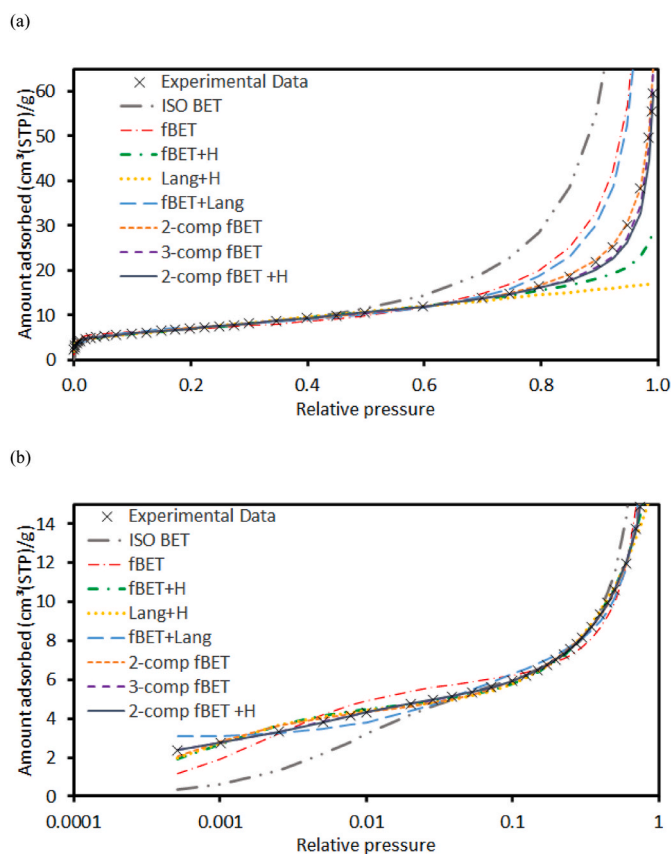 (a)
60
50
40
30
20
10
0
Amount adsorbed (cm³(STP)/g)
Experimental Data
ISO BET
fBET
fBET+H
Lang+H
fBET+Lang
2-comp fBET
3-comp fBET
2-comp fBET +H
0.0 0.2 0.4 0.6 0.8 1.0
Relative pressure
(b)
14
12
10
8
6
4
2
0
Amount adsorbed (cm³(STP)/g)
Experimental Data
ISO BET
fBET
fBET+H
Lang+H
fBET+Lang
2-comp fBET
3-comp fBET
2-comp fBET +H
0.0001 0.001 0.01 0.1 1
Relative pressure